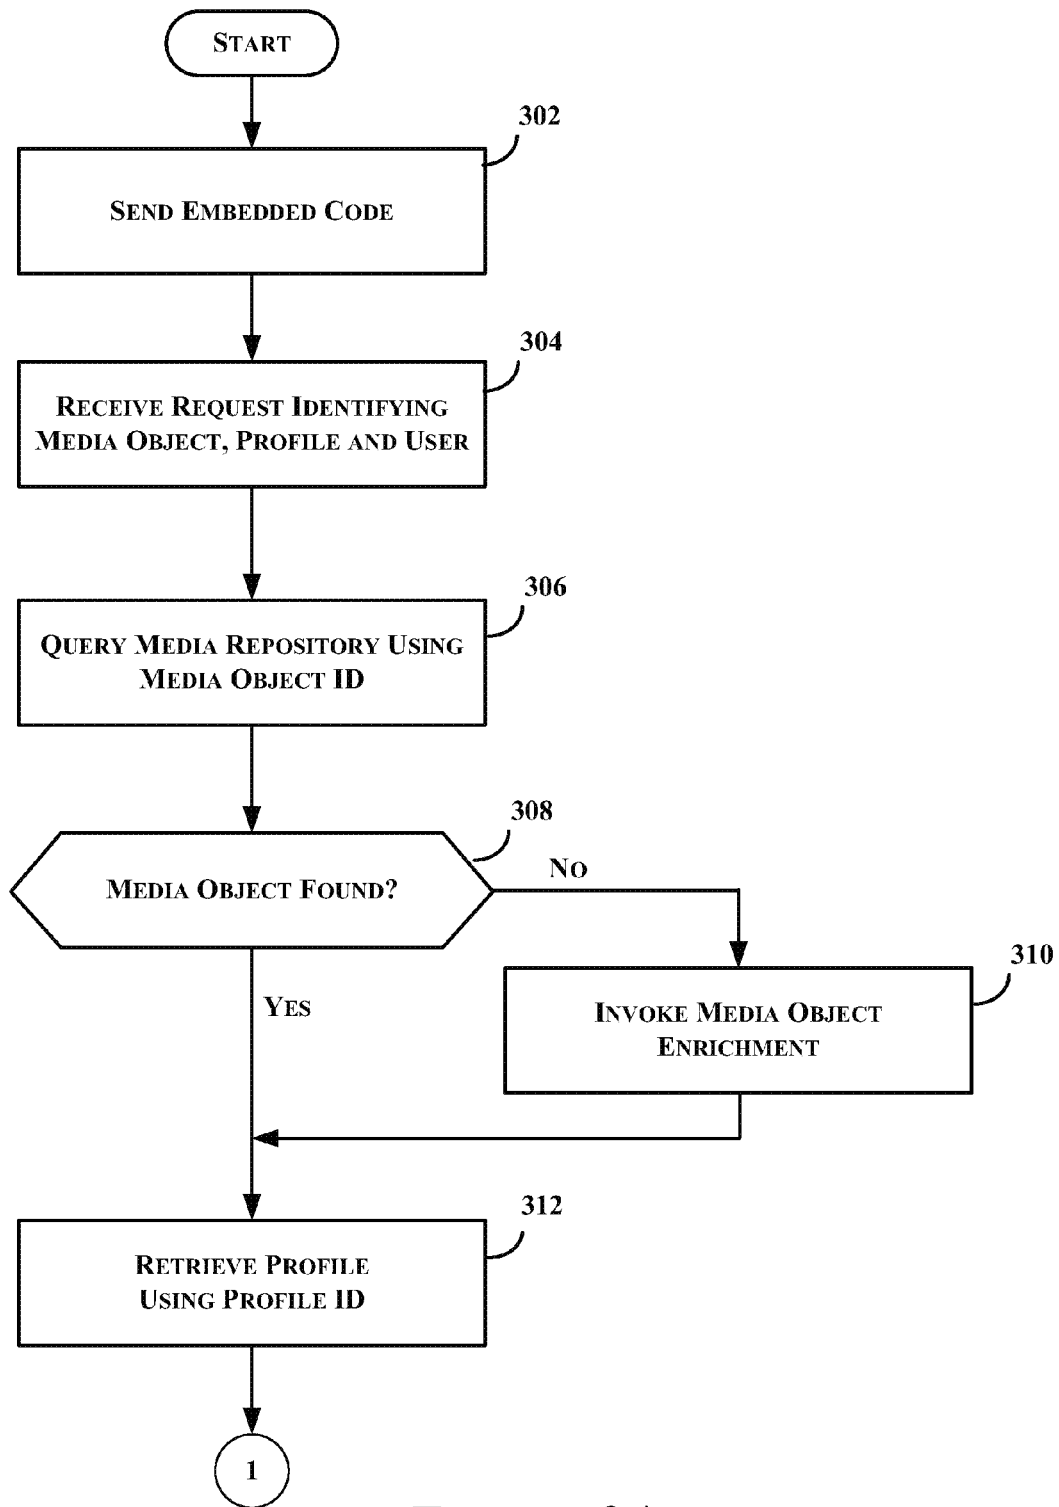 START
302
SEND EMBEDDED CODE
304
RECEIVE REQUEST IDENTIFYING
MEDIA OBJECT, PROFILE AND USER
306
QUERY MEDIA REPOSITORY USING
MEDIA OBJECT ID
308
MEDIA OBJECT FOUND?
NO
310
YES
INVOKE MEDIA OBJECT
ENRICHMENT
312
RETRIEVE PROFILE
USING PROFILE ID
1